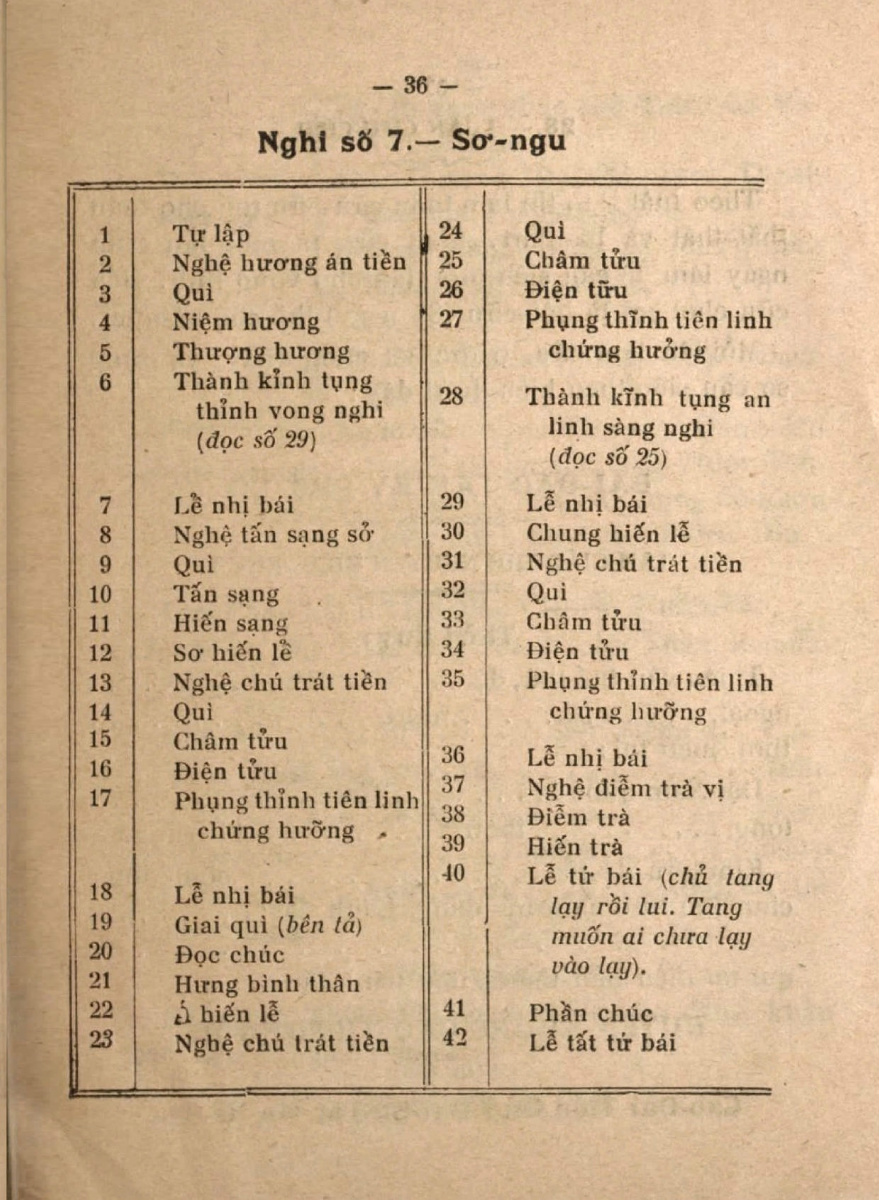 — 36 —
Nghi số 7.— Sơ-ngu
1 Tự lập
2 Nghệ hương án tiền
3 Quì
4 Niệm hương
5 Thượng hương
6 Thành kỉnh tụng
thỉnh vong nghi
(đọc số 29)
7 Lề nhị bái
8 Nghệ tấn sạng sở
9 Quì
10 Tấn sạng
11 Hiến sạng
12 Sơ hiến lễ
13 Nghệ chú trát tiền
14 Quì
15 Châm tửu
16 Điện tửu
17 Phụng thỉnh tiên linh
chứng hưỡng
18 Lễ nhị bái
19 Giai quì (bên tả)
20 Đọc chúc
21 Hưng bình thân
22 Á hiến lễ
23 Nghệ chú trát tiền
24 Quì
25 Châm tửu
26 Điện tữu
27 Phụng thĩnh tiên linh
chứng hưởng
28 Thành kĩnh tụng an
linh sàng nghi
(đọc số 25)
29 Lễ nhị bái
30 Chung hiến lễ
31 Nghệ chú trát tiền
32 Quì
33 Châm tửu
34 Điện tửu
35 Phụng thỉnh tiên linh
chứng hưỡng
36 Lễ nhị bái
37 Nghệ điểm trà vị
38 Điểm trà
39 Hiến trà
40 Lễ tứ bái (chủ tang
lạy rồi lui. Tang
muốn ai chưa lạy
vào lạy).
41 Phần chúc
42 Lễ tất tứ bái